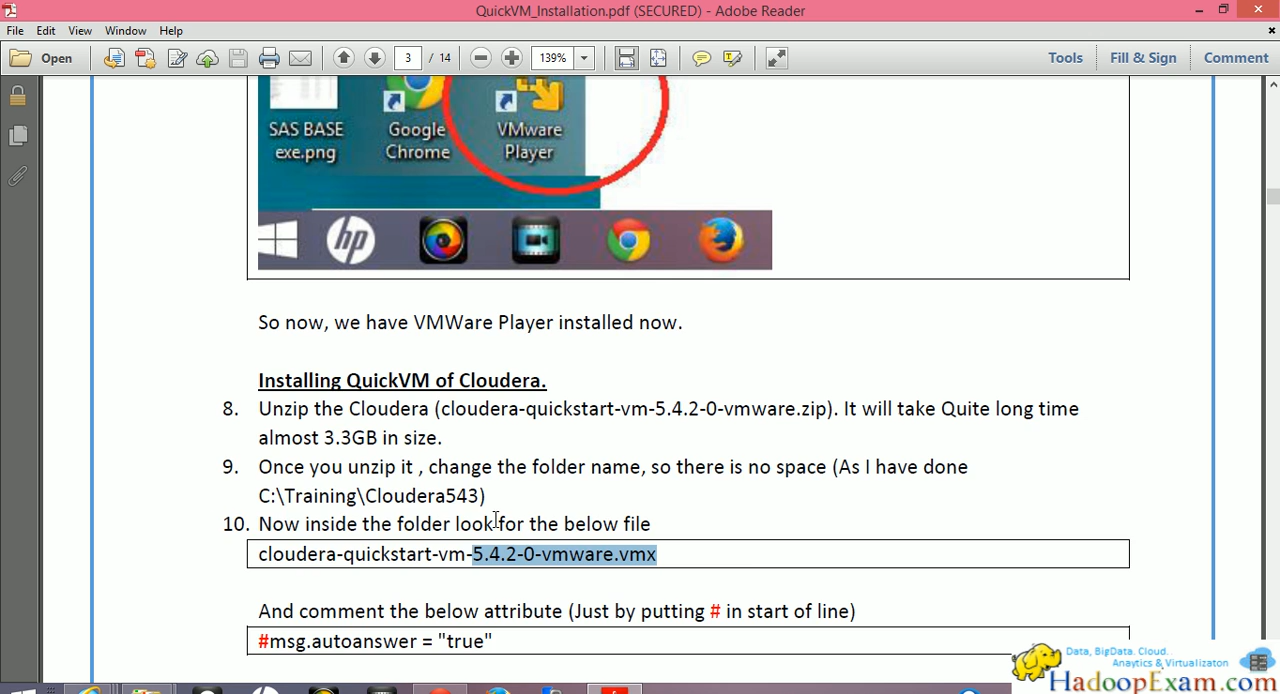 QuickVM_Installation.pdf (SECURED) - Adobe Reader
File Edit View Window Help
Open 3 / 14 139% Tools Fill & Sign Comment
SAS BASE exe.png
Google Chrome
VMware Player
hp
So now, we have VMWare Player installed now.
Installing QuickVM of Cloudera.
8. Unzip the Cloudera (cloudera-quickstart-vm-5.4.2-0-vmware.zip). It will take Quite long time
almost 3.3GB in size.
9. Once you unzip it , change the folder name, so there is no space (As I have done
C:\Training\Cloudera543)
10. Now inside the folder look for the below file
cloudera-quickstart-vm-5.4.2-0-vmware.vmx
And comment the below attribute (Just by putting # in start of line)
#msg.autoanswer = "true"
Data, BigData. Cloud.
Anaytics & Virtualizaton
HadoopExam.com